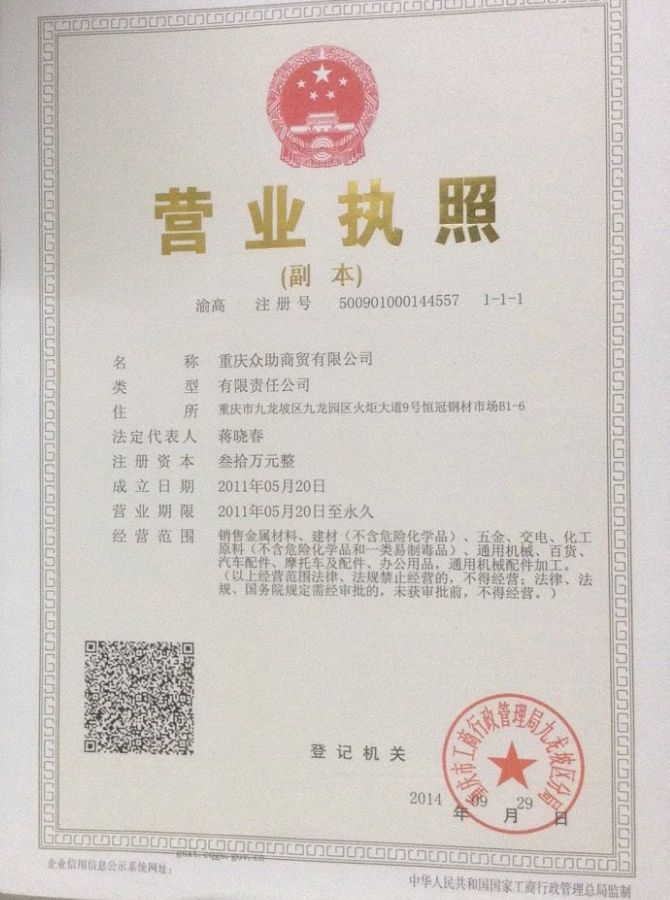 营业执照
(副 本)
渝高 注册号 500901000144557 1-1-1
名称 重庆众助商贸有限公司
类型 有限责任公司
住所 重庆市九龙坡区九龙园区火炬大道9号恒冠钢材市场B1-6
法定代表人 蒋晓春
注册资本 叁拾万元整
成立日期 2011年05月20日
营业期限 2011年05月20日至永久
经营范围 销售金属材料、建材（不含危险化学品）、五金、交电、化工
原料（不含危险化学品和一类易制毒品）、通用机械、百货、
汽车配件、摩托车及配件、办公用品，通用机械配件加工。
（以上经营范围法律、法规禁止经营的，不得经营；法律、法
规、国务院规定需经审批的，未获审批前，不得经营。）
重庆市工商行政管理局九龙坡区分局
登记机关
2014年09月29日
gsxt.cqgs.gov.cn
企业信用信息公示系统网址：
中华人民共和国国家工商行政管理总局监制